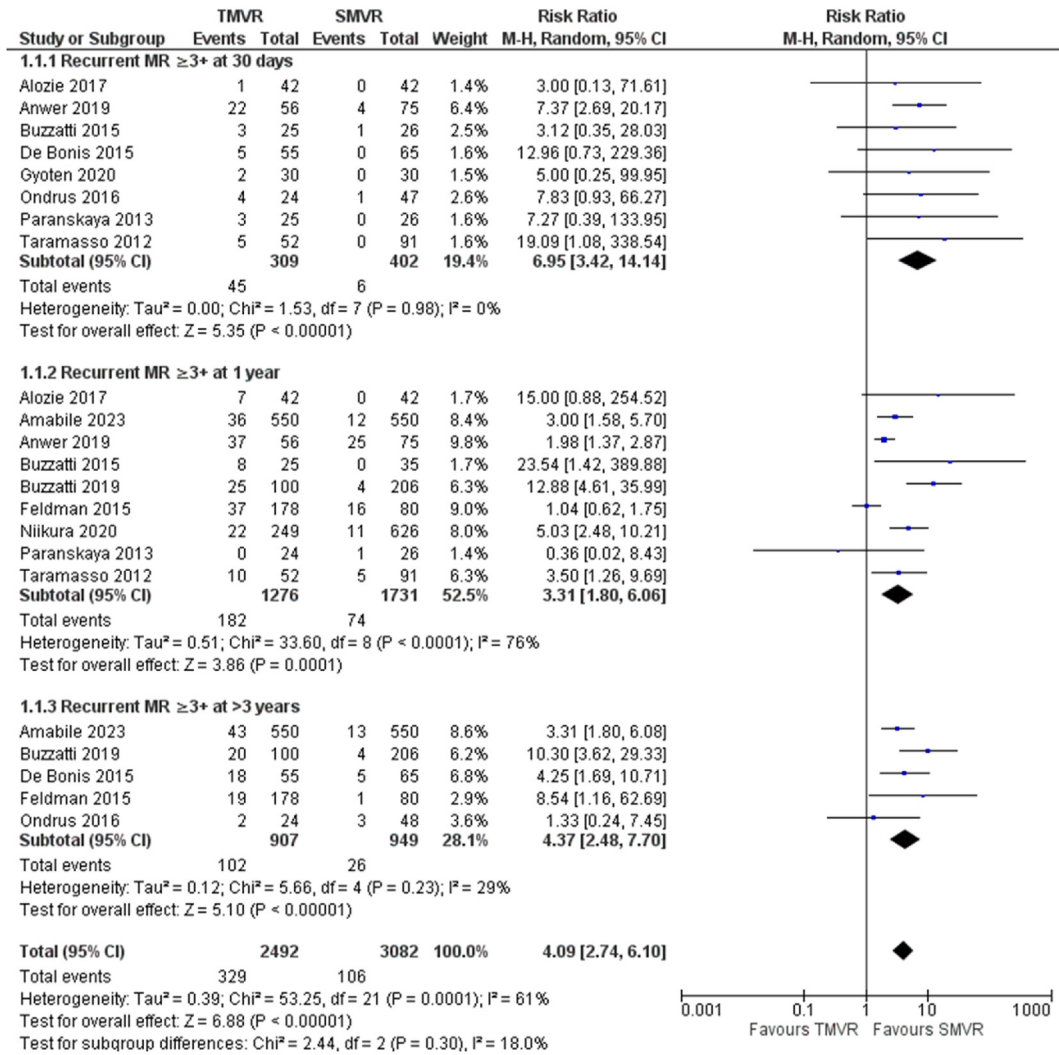 TMVR SMVR Risk Ratio Risk Ratio
Study or Subgroup Events Total Events Total Weight M-H, Random, 95% CI M-H, Random, 95% CI
1.1.1 Recurrent MR ≥3+ at 30 days
Alozie 2017 1 42 0 42 1.4% 3.00 [0.13, 71.61]
Anwer 2019 22 56 4 75 6.4% 7.37 [2.69, 20.17]
Buzzatti 2015 3 25 1 26 2.5% 3.12 [0.35, 28.03]
De Bonis 2015 5 55 0 65 1.6% 12.96 [0.73, 229.36]
Gyoten 2020 2 30 0 30 1.5% 5.00 [0.25, 99.95]
Ondrus 2016 4 24 1 47 2.6% 7.83 [0.93, 66.27]
Paranskaya 2013 3 25 0 26 1.6% 7.27 [0.39, 133.95]
Taramasso 2012 5 52 0 91 1.6% 19.09 [1.08, 338.54]
Subtotal (95% CI) 309 402 19.4% 6.95 [3.42, 14.14]
Total events 45 6
Heterogeneity: Tau² = 0.00; Chi² = 1.53, df = 7 (P = 0.98); I² = 0%
Test for overall effect: Z = 5.35 (P < 0.00001)
1.1.2 Recurrent MR ≥3+ at 1 year
Alozie 2017 7 42 0 42 1.7% 15.00 [0.88, 254.52]
Amabile 2023 36 550 12 550 8.4% 3.00 [1.58, 5.70]
Anwer 2019 37 56 25 75 9.8% 1.98 [1.37, 2.87]
Buzzatti 2015 8 25 0 35 1.7% 23.54 [1.42, 389.88]
Buzzatti 2019 25 100 4 206 6.3% 12.88 [4.61, 35.99]
Feldman 2015 37 178 16 80 9.0% 1.04 [0.62, 1.75]
Niikura 2020 22 249 11 626 8.1% 5.03 [2.48, 10.21]
Paranskaya 2013 0 24 1 26 1.4% 0.36 [0.02, 8.43]
Taramasso 2012 10 52 5 91 6.3% 3.50 [1.26, 9.69]
Subtotal (95% CI) 1276 1731 52.5% 3.31 [1.80, 6.06]
Total events 182 74
Heterogeneity: Tau² = 0.51; Chi² = 33.60, df = 8 (P < 0.0001); I² = 76%
Test for overall effect: Z = 3.86 (P = 0.0001)
1.1.3 Recurrent MR ≥3+ at >3 years
Amabile 2023 43 550 13 550 8.6% 3.31 [1.80, 6.08]
Buzzatti 2019 20 100 4 206 6.2% 10.30 [3.62, 29.33]
De Bonis 2015 18 55 5 65 6.8% 4.25 [1.69, 10.71]
Feldman 2015 19 178 1 80 2.9% 8.54 [1.16, 62.69]
Ondrus 2016 2 24 3 48 3.6% 1.33 [0.24, 7.45]
Subtotal (95% CI) 907 949 28.1% 4.37 [2.48, 7.70]
Total events 102 26
Heterogeneity: Tau² = 0.12; Chi² = 5.66, df = 4 (P = 0.23); I² = 29%
Test for overall effect: Z = 5.10 (P < 0.00001)
Total (95% CI) 2492 3082 100.0% 4.09 [2.74, 6.10]
Total events 329 106
Heterogeneity: Tau² = 0.39; Chi² = 53.25, df = 21 (P = 0.0001); I² = 61%
Test for overall effect: Z = 6.88 (P < 0.00001)
Test for subgroup differences: Chi² = 2.44, df = 2 (P = 0.30), I² = 18.0%
0.001 0.1 1 10 1000
Favours TMVR Favours SMVR